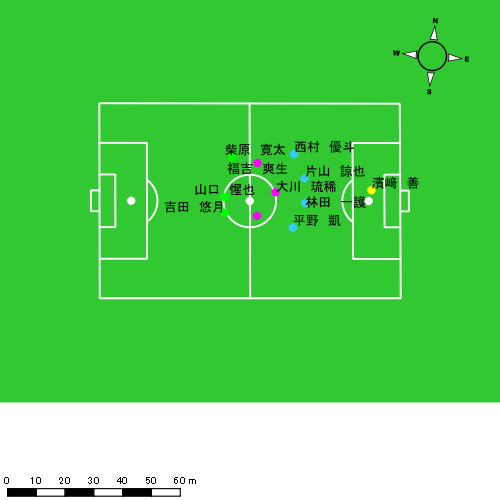 N
W E
S
柴原 寛太 西村 優斗
福吉 爽生 片山 諒也
山口 惺也 大川 琉稀 濱﨑 善
吉田 悠月 林田 一護
平野 凱
0 10 20 30 40 50 60 m